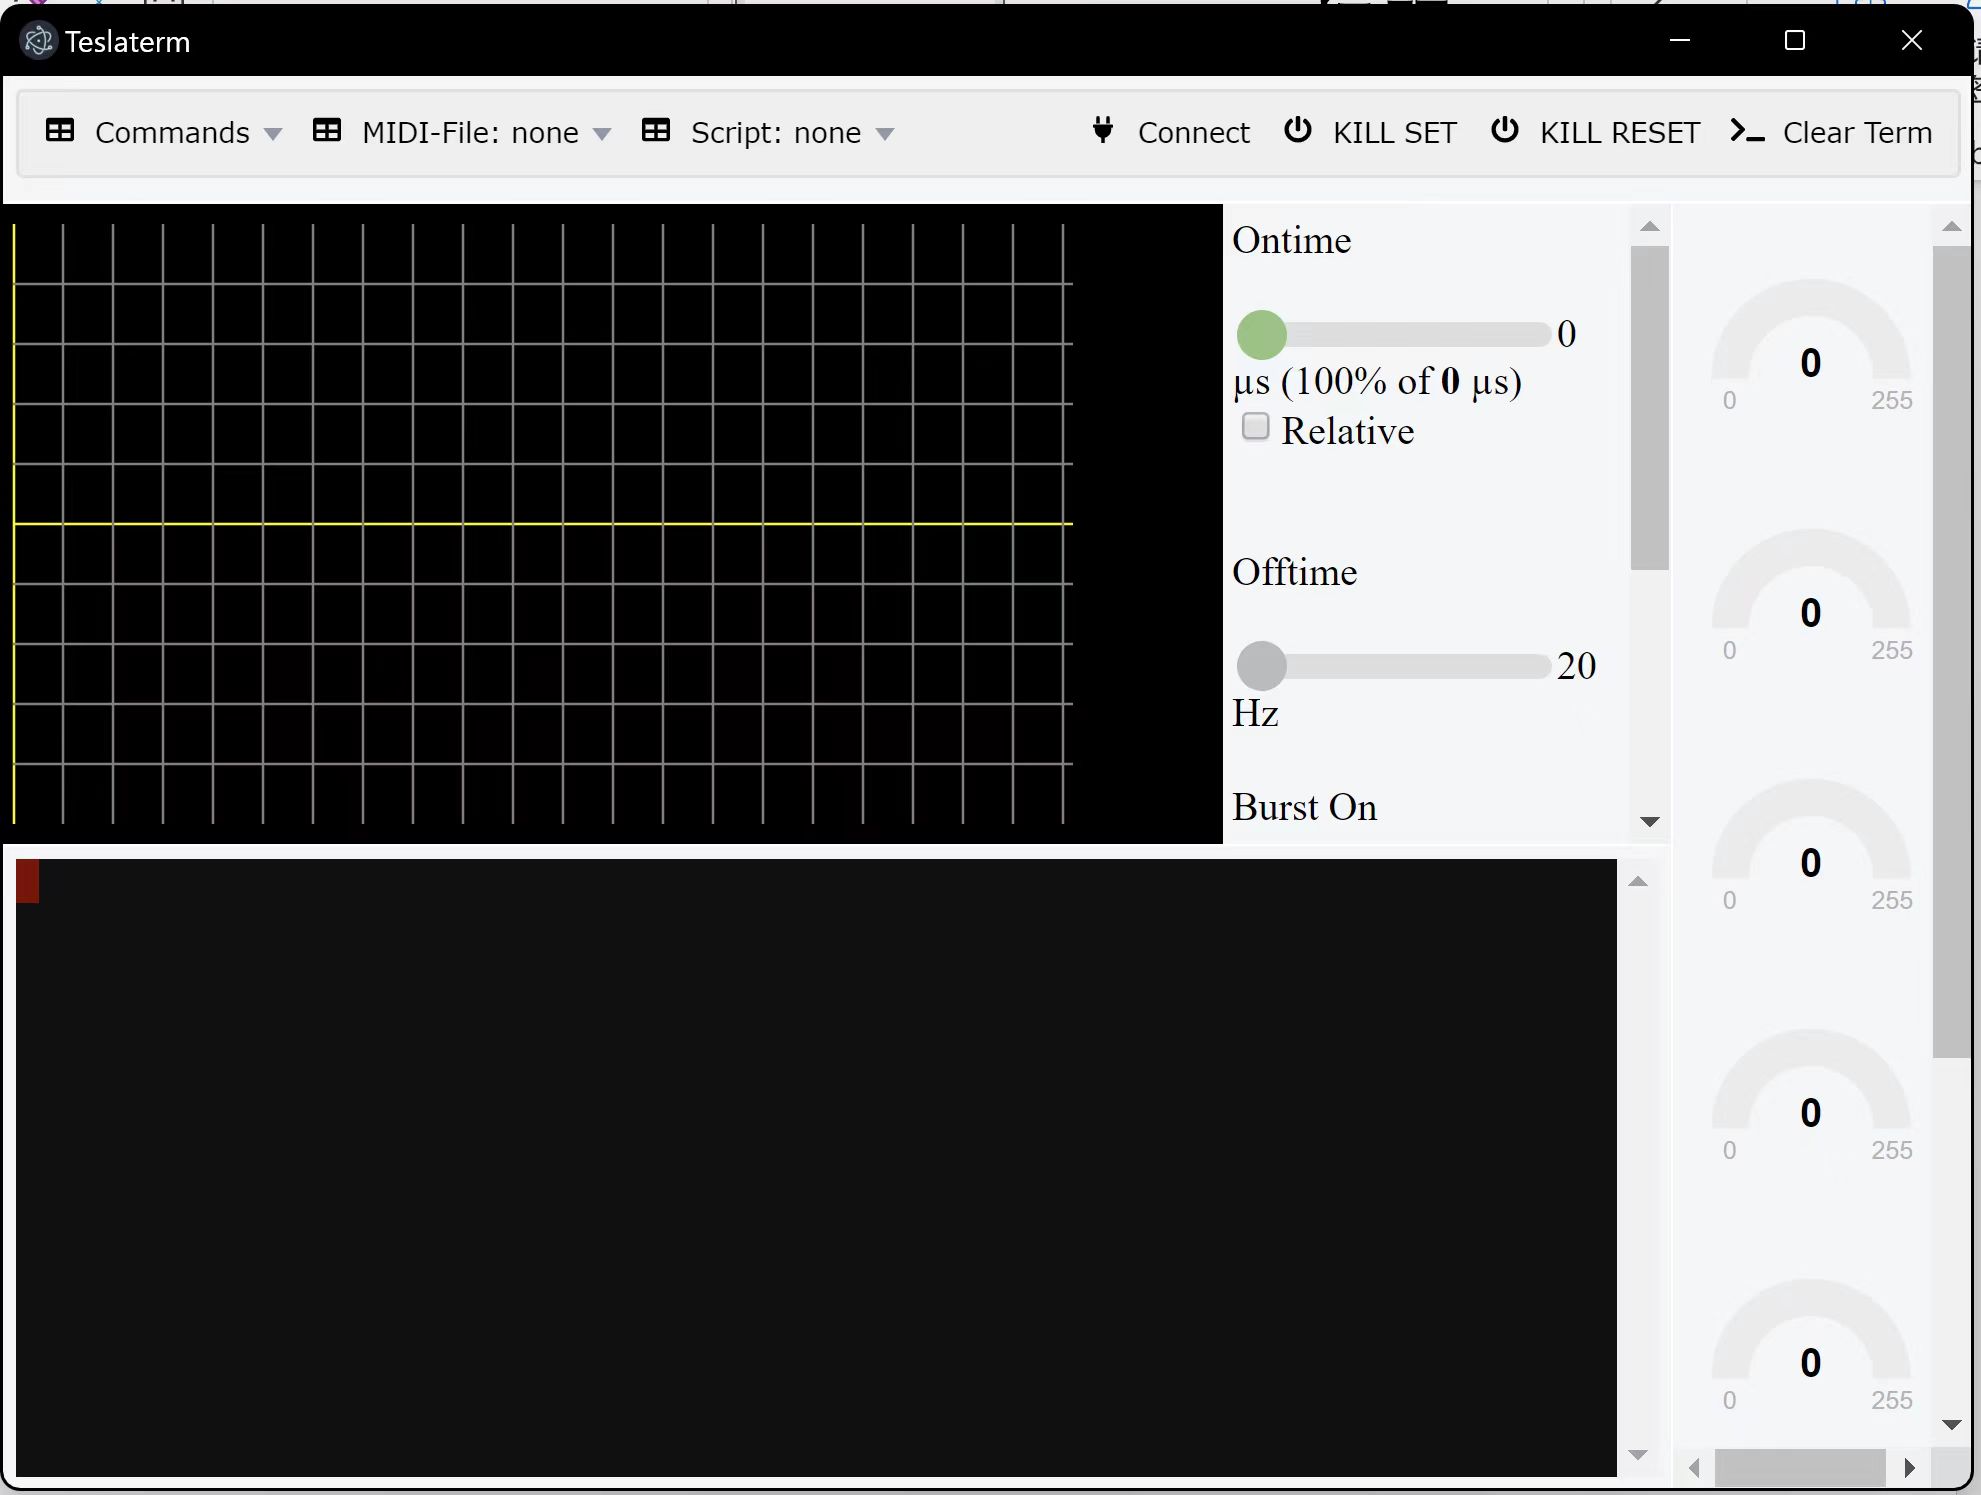 Teslaterm
Commands MIDI-File: none Script: none Connect KILL SET KILL RESET Clear Term
Ontime
0
µs (100% of 0 µs)
Relative
Offtime
20
Hz
Burst On
0
0 255
0
0 255
0
0 255
0
0 255
0
0 255